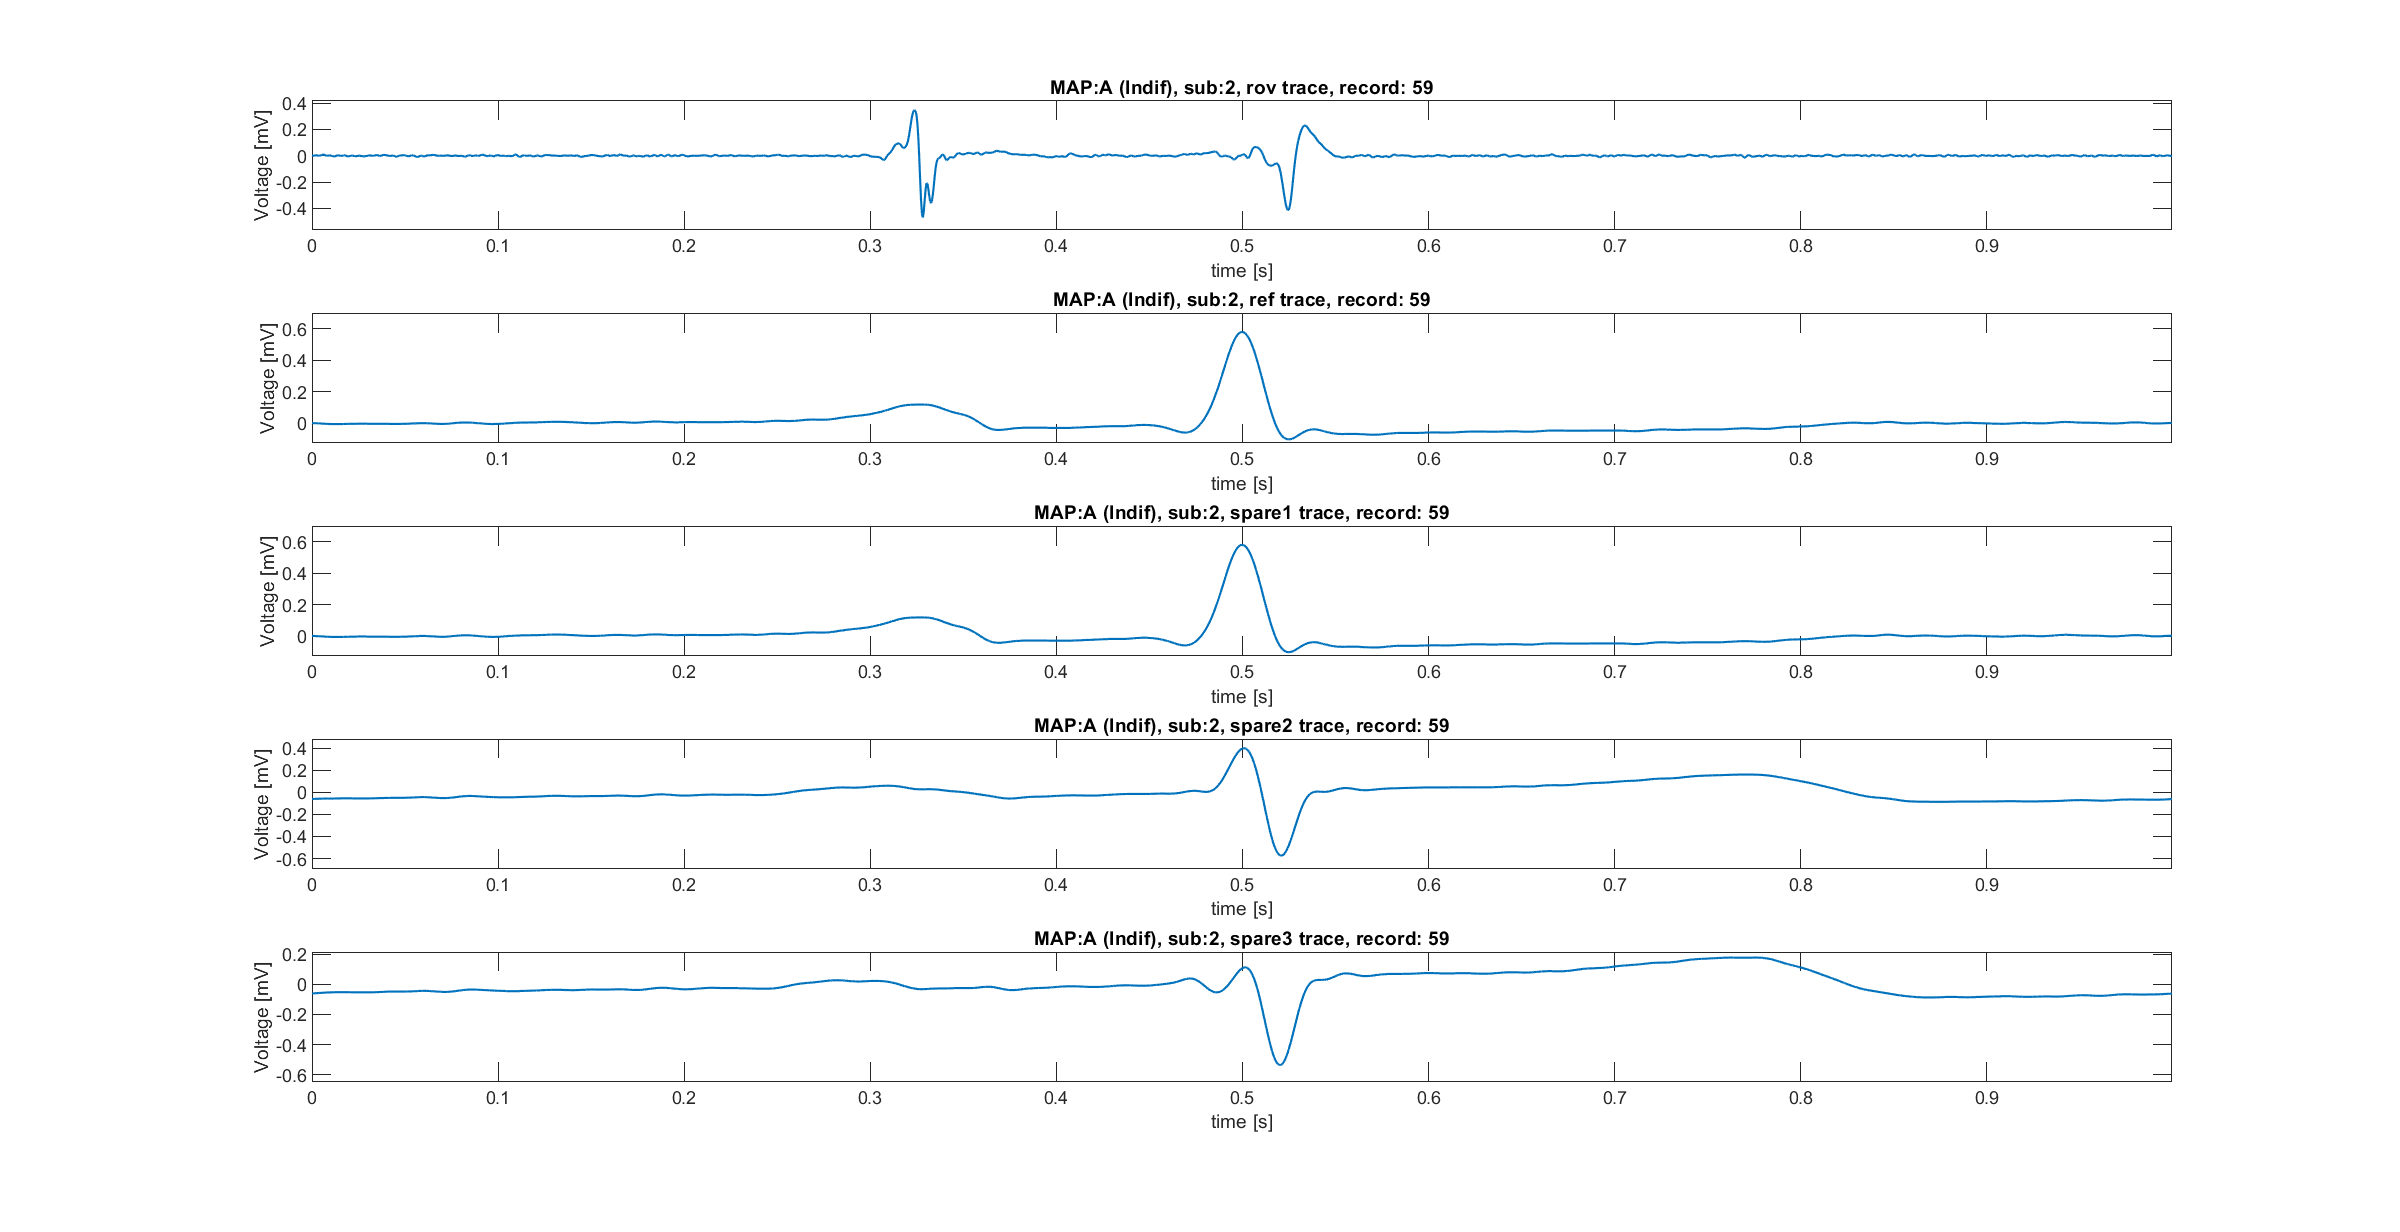 MAP:A (Indif), sub:2, rov trace, record: 59
Voltage [mV]
0.4
0.2
0
-0.2
-0.4
0 0.1 0.2 0.3 0.4 0.5 0.6 0.7 0.8 0.9
time [s]
MAP:A (Indif), sub:2, ref trace, record: 59
Voltage [mV]
0.6
0.4
0.2
0
0 0.1 0.2 0.3 0.4 0.5 0.6 0.7 0.8 0.9
time [s]
MAP:A (Indif), sub:2, spare1 trace, record: 59
Voltage [mV]
0.6
0.4
0.2
0
0 0.1 0.2 0.3 0.4 0.5 0.6 0.7 0.8 0.9
time [s]
MAP:A (Indif), sub:2, spare2 trace, record: 59
Voltage [mV]
0.4
0.2
0
-0.2
-0.4
-0.6
0 0.1 0.2 0.3 0.4 0.5 0.6 0.7 0.8 0.9
time [s]
MAP:A (Indif), sub:2, spare3 trace, record: 59
Voltage [mV]
0.2
0
-0.2
-0.4
-0.6
0 0.1 0.2 0.3 0.4 0.5 0.6 0.7 0.8 0.9
time [s]